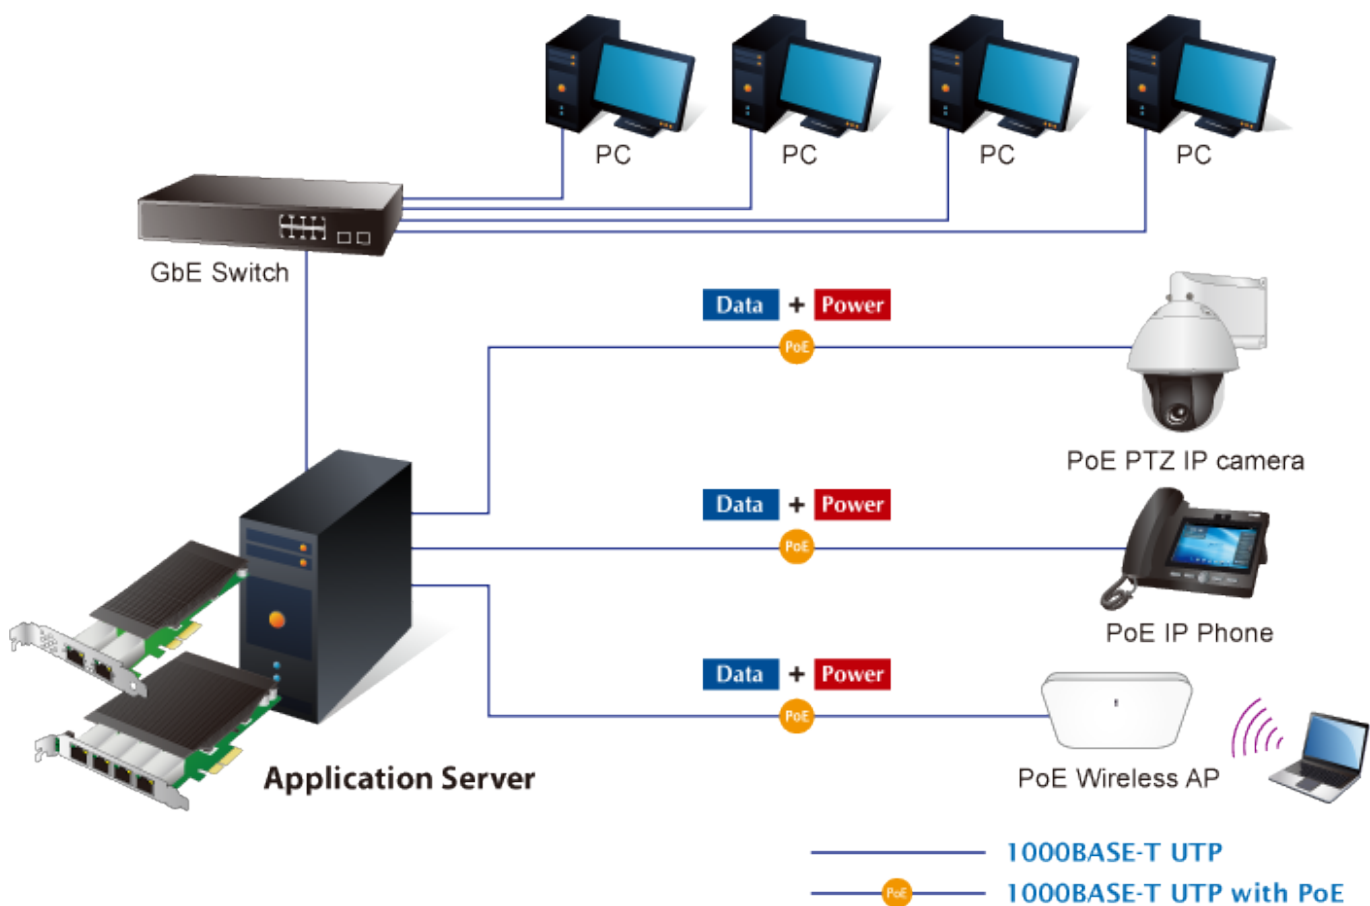 PC
PC
PC
PC
GbE Switch
Data + Power
PoE
PoE PTZ IP camera
Data + Power
PoE
PoE IP Phone
Data + Power
PoE
PoE Wireless AP
Application Server
1000BASE-T UTP
PoE 1000BASE-T UTP with PoE